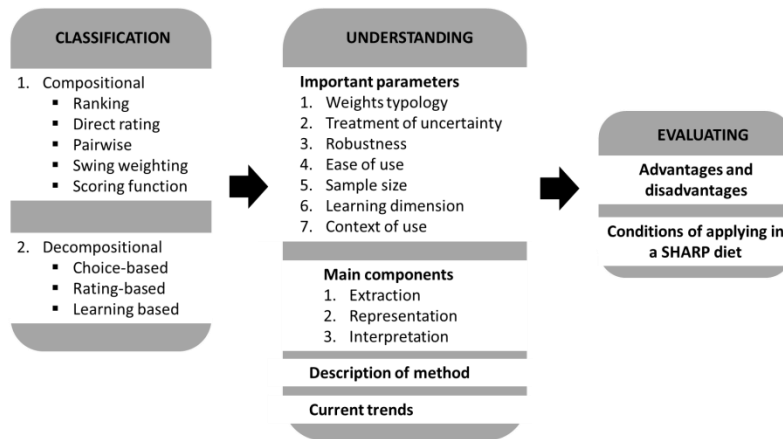 CLASSIFICATION
1. Compositional
▪ Ranking
▪ Direct rating
▪ Pairwise
▪ Swing weighting
▪ Scoring function
2. Decompositional
▪ Choice-based
▪ Rating-based
▪ Learning based
UNDERSTANDING
Important parameters
1. Weights typology
2. Treatment of uncertainty
3. Robustness
4. Ease of use
5. Sample size
6. Learning dimension
7. Context of use
Main components
1. Extraction
2. Representation
3. Interpretation
Description of method
Current trends
EVALUATING
Advantages and
disadvantages
Conditions of applying in
a SHARP diet